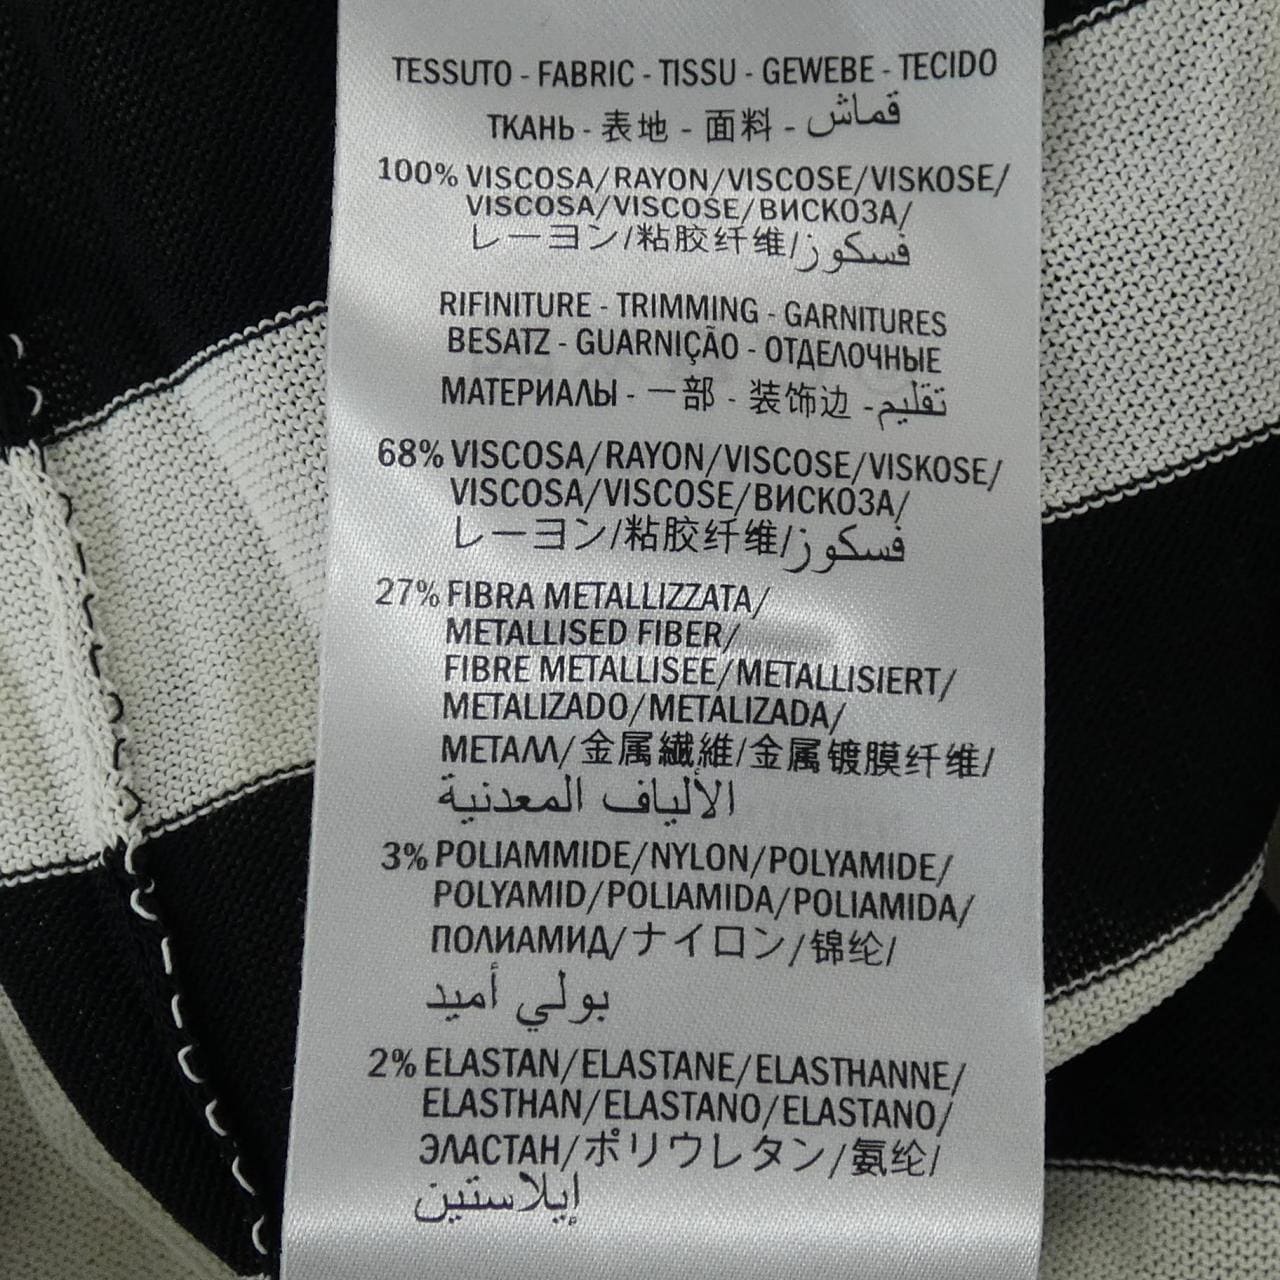 TESSUTO - FABRIC - TISSU - GEWEBE - TECIDO
ТКАНЬ - 表地 - 面料 - قماش
100% VISCOSA/RAYON/VISCOSE/VISKOSE/
VISCOSA/VISCOSE/ВИСКОЗА/
レーヨン/粘胶纤维/فسكوز
RIFINITURE - TRIMMING - GARNITURES
BESATZ - GUARNIÇÃO - ОТДЕЛОЧНЫЕ
МАТЕРИАЛЫ - 一部 - 装饰边 - تقليم
68% VISCOSA/RAYON/VISCOSE/VISKOSE/
VISCOSA/VISCOSE/ВИСКОЗА/
レーヨン/粘胶纤维/فسكوز
27% FIBRA METALLIZZATA/
METALLISED FIBER/
FIBRE METALLISEE/METALLISIERT/
METALIZADO/METALIZADA/
МЕТАЛЛ/金属繊維/金属镀膜纤维/
الألياف المعدنية
3% POLIAMMIDE/NYLON/POLYAMIDE/
POLYAMID/POLIAMIDA/POLIAMIDA/
ПОЛИАМИД/ナイロン/锦纶/
بولي أميد
2% ELASTAN/ELASTANE/ELASTHANNE/
ELASTHAN/ELASTANO/ELASTANO/
ЭЛАСТАН/ポリウレタン/氨纶/
إيلاستين